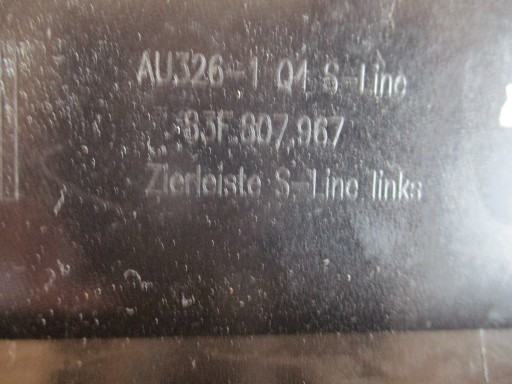 AU326-1 Q4 S-Line
83F.807.967
Zierleiste S-Line links